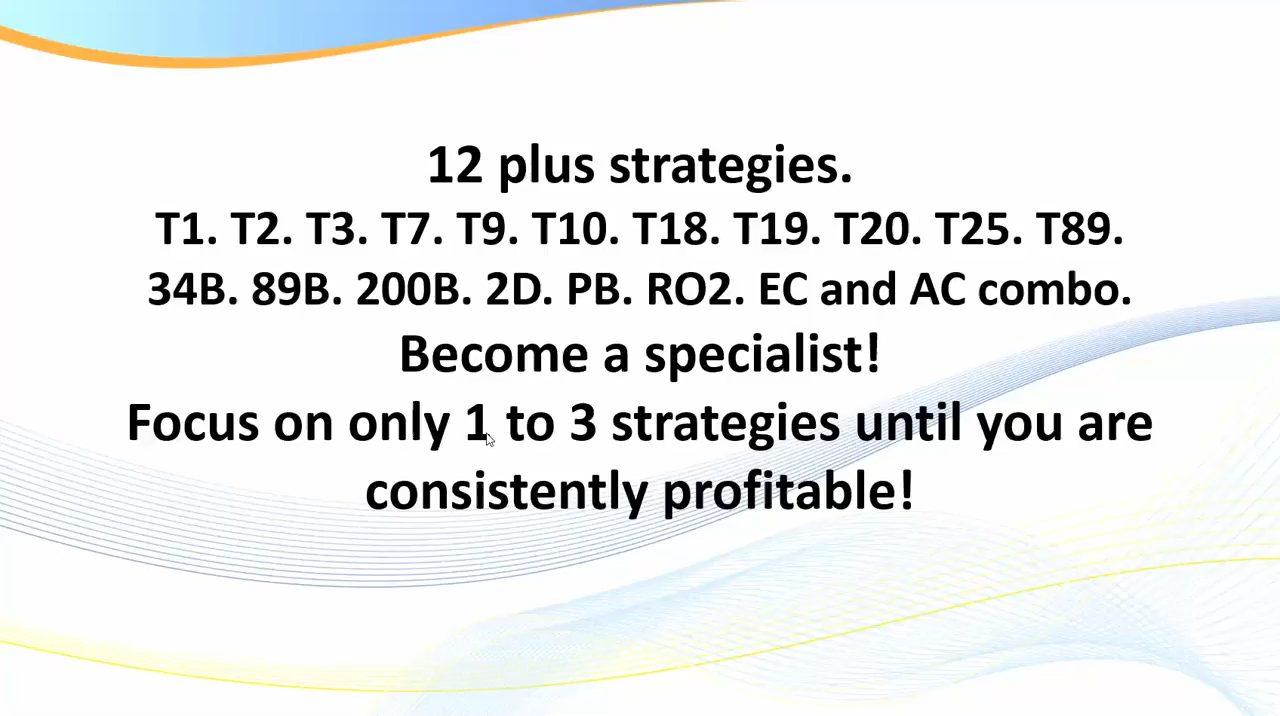 12 plus strategies.
T1. T2. T3. T7. T9. T10. T18. T19. T20. T25. T89.
34B. 89B. 200B. 2D. PB. RO2. EC and AC combo.
Become a specialist!
Focus on only 1 to 3 strategies until you are
consistently profitable!